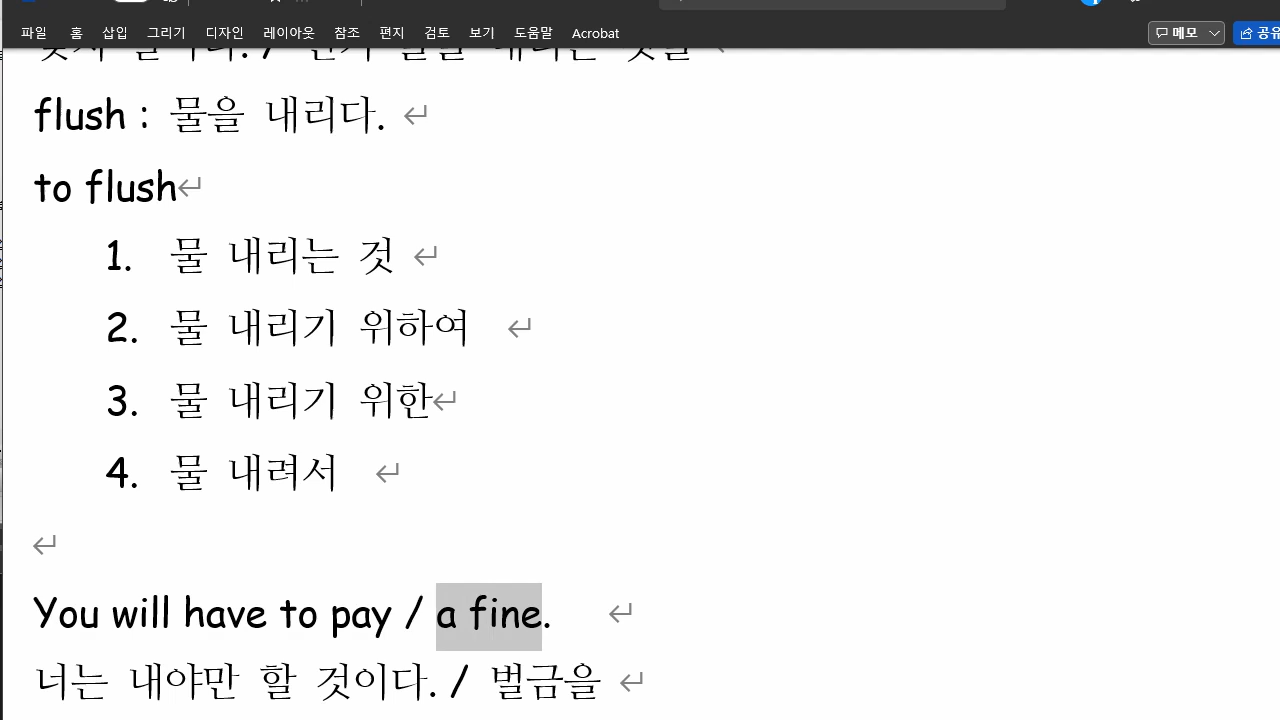 파일 홈 삽입 그리기 디자인 레이아웃 참조 편지 검토 보기 도움말 Acrobat 메모 공유
flush : 물을 내리다.
to flush
1. 물 내리는 것
2. 물 내리기 위하여
3. 물 내리기 위한
4. 물 내려서
You will have to pay / a fine.
너는 내야만 할 것이다. / 벌금을